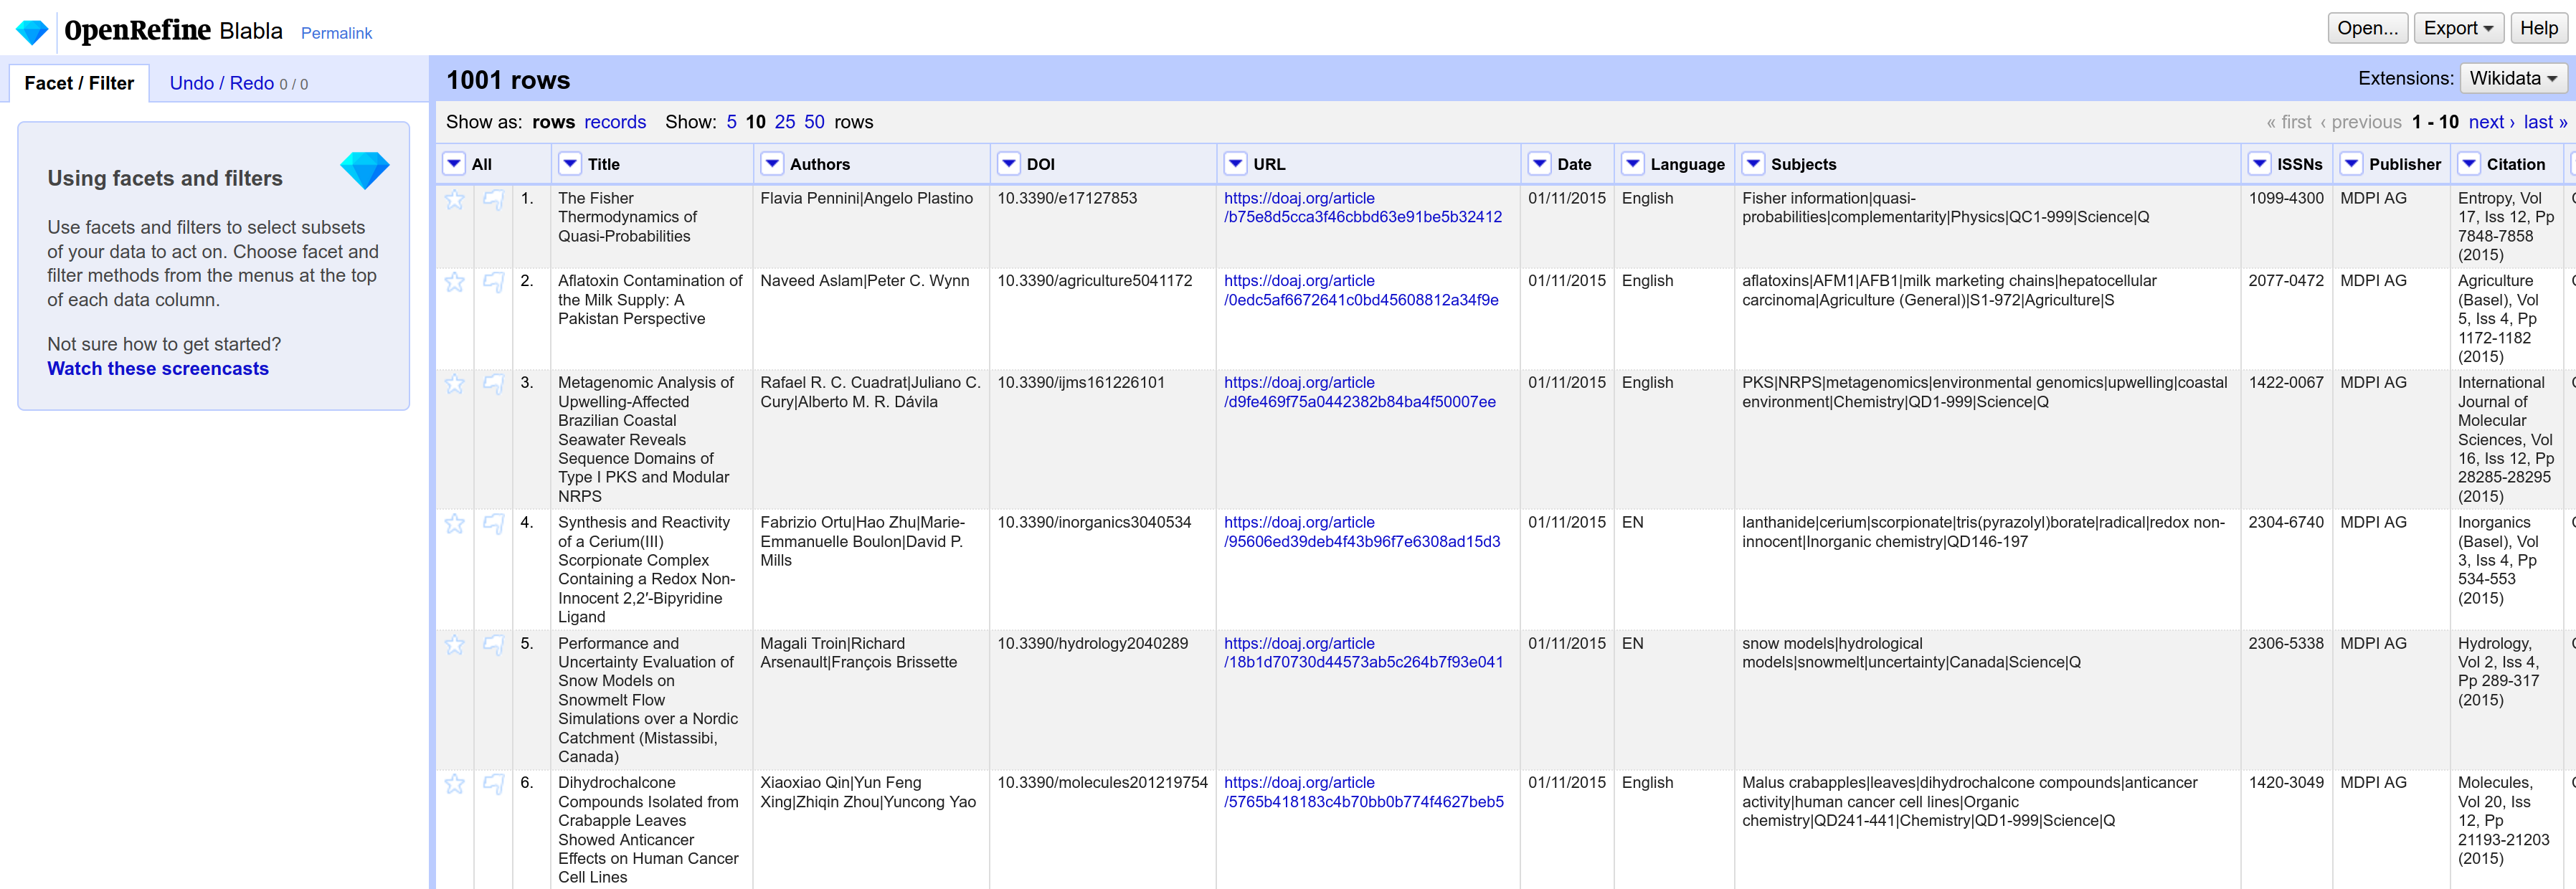 OpenRefine Blabla Permalink
Open... Export Help
Facet / Filter Undo / Redo 0 / 0
1001 rows
Extensions: Wikidata
Using facets and filters
Use facets and filters to select subsets
of your data to act on. Choose facet and
filter methods from the menus at the top
of each data column.
Not sure how to get started?
Watch these screencasts
Show as: rows records Show: 5 10 25 50 rows
« first ‹ previous 1 - 10 next › last »
All Title Authors DOI URL Date Language Subjects ISSNs Publisher Citation
1.
The Fisher
Thermodynamics of
Quasi-Probabilities
Flavia Pennini|Angelo Plastino
10.3390/e17127853
https://doaj.org/article
/b75e8d5cca3f46cbbd63e91be5b32412
01/11/2015
English
Fisher information|quasi-
probabilities|complementarity|Physics|QC1-999|Science|Q
1099-4300
MDPI AG
Entropy, Vol
17, Iss 12, Pp
7848-7858
(2015)
2.
Aflatoxin Contamination of
the Milk Supply: A
Pakistan Perspective
Naveed Aslam|Peter C. Wynn
10.3390/agriculture5041172
https://doaj.org/article
/0edc5af6672641c0bd45608812a34f9e
01/11/2015
English
aflatoxins|AFM1|AFB1|milk marketing chains|hepatocellular
carcinoma|Agriculture (General)|S1-972|Agriculture|S
2077-0472
MDPI AG
Agriculture
(Basel), Vol
5, Iss 4, Pp
1172-1182
(2015)
3.
Metagenomic Analysis of
Upwelling-Affected
Brazilian Coastal
Seawater Reveals
Sequence Domains of
Type I PKS and Modular
NRPS
Rafael R. C. Cuadrat|Juliano C.
Cury|Alberto M. R. Dávila
10.3390/ijms161226101
https://doaj.org/article
/d9fe469f75a0442382b84ba4f50007ee
01/11/2015
English
PKS|NRPS|metagenomics|environmental genomics|upwelling|coastal
environment|Chemistry|QD1-999|Science|Q
1422-0067
MDPI AG
International
Journal of
Molecular
Sciences, Vol
16, Iss 12, Pp
28285-28295
(2015)
4.
Synthesis and Reactivity
of a Cerium(III)
Scorpionate Complex
Containing a Redox Non-
Innocent 2,2′-Bipyridine
Ligand
Fabrizio Ortu|Hao Zhu|Marie-
Emmanuelle Boulon|David P.
Mills
10.3390/inorganics3040534
https://doaj.org/article
/95606ed39deb4f43b96f7e6308ad15d3
01/11/2015
EN
lanthanide|cerium|scorpionate|tris(pyrazolyl)borate|radical|redox non-
innocent|Inorganic chemistry|QD146-197
2304-6740
MDPI AG
Inorganics
(Basel), Vol
3, Iss 4, Pp
534-553
(2015)
5.
Performance and
Uncertainty Evaluation of
Snow Models on
Snowmelt Flow
Simulations over a Nordic
Catchment (Mistassibi,
Canada)
Magali Troin|Richard
Arsenault|François Brissette
10.3390/hydrology2040289
https://doaj.org/article
/18b1d70730d44573ab5c264b7f93e041
01/11/2015
EN
snow models|hydrological
models|snowmelt|uncertainty|Canada|Science|Q
2306-5338
MDPI AG
Hydrology,
Vol 2, Iss 4,
Pp 289-317
(2015)
6.
Dihydrochalcone
Compounds Isolated from
Crabapple Leaves
Showed Anticancer
Effects on Human Cancer
Cell Lines
Xiaoxiao Qin|Yun Feng
Xing|Zhiqin Zhou|Yuncong Yao
10.3390/molecules201219754
https://doaj.org/article
/5765b418183c4b70bb0b774f4627beb5
01/11/2015
English
Malus crabapples|leaves|dihydrochalcone compounds|anticancer
activity|human cancer cell lines|Organic
chemistry|QD241-441|Chemistry|QD1-999|Science|Q
1420-3049
MDPI AG
Molecules,
Vol 20, Iss
12, Pp
21193-21203
(2015)